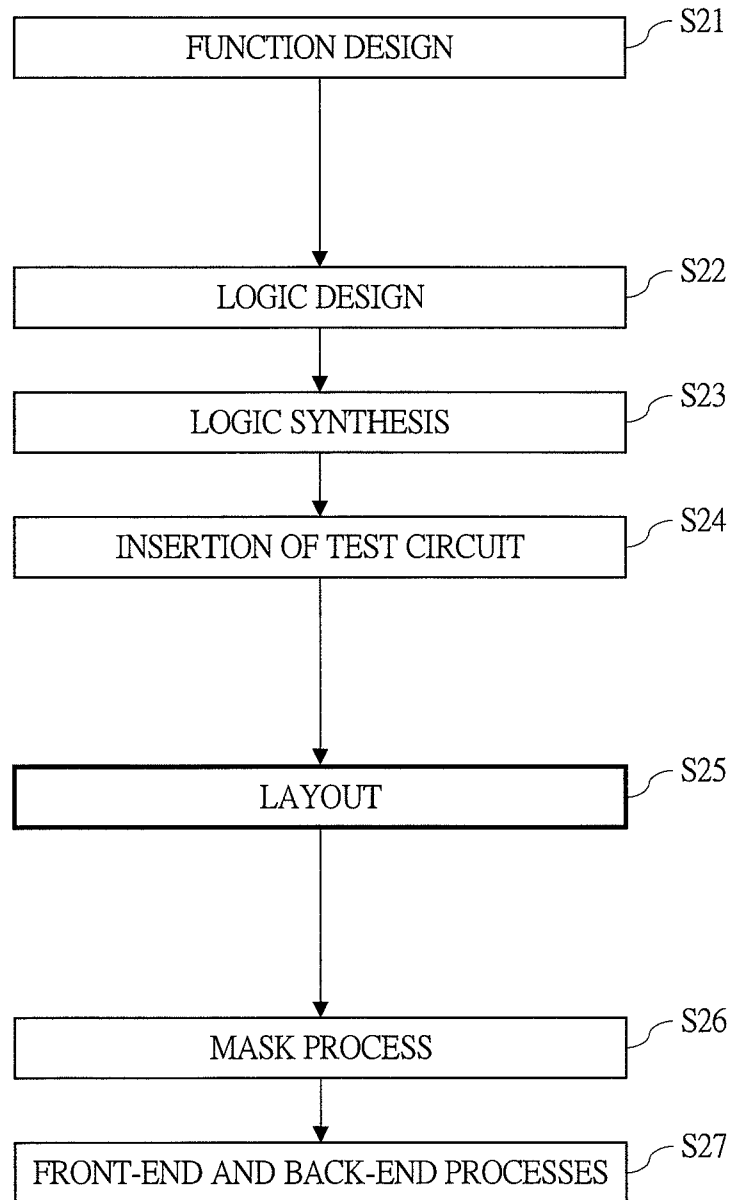 FUNCTION DESIGN S21
LOGIC DESIGN S22
LOGIC SYNTHESIS S23
INSERTION OF TEST CIRCUIT S24
LAYOUT S25
MASK PROCESS S26
FRONT-END AND BACK-END PROCESSES S27